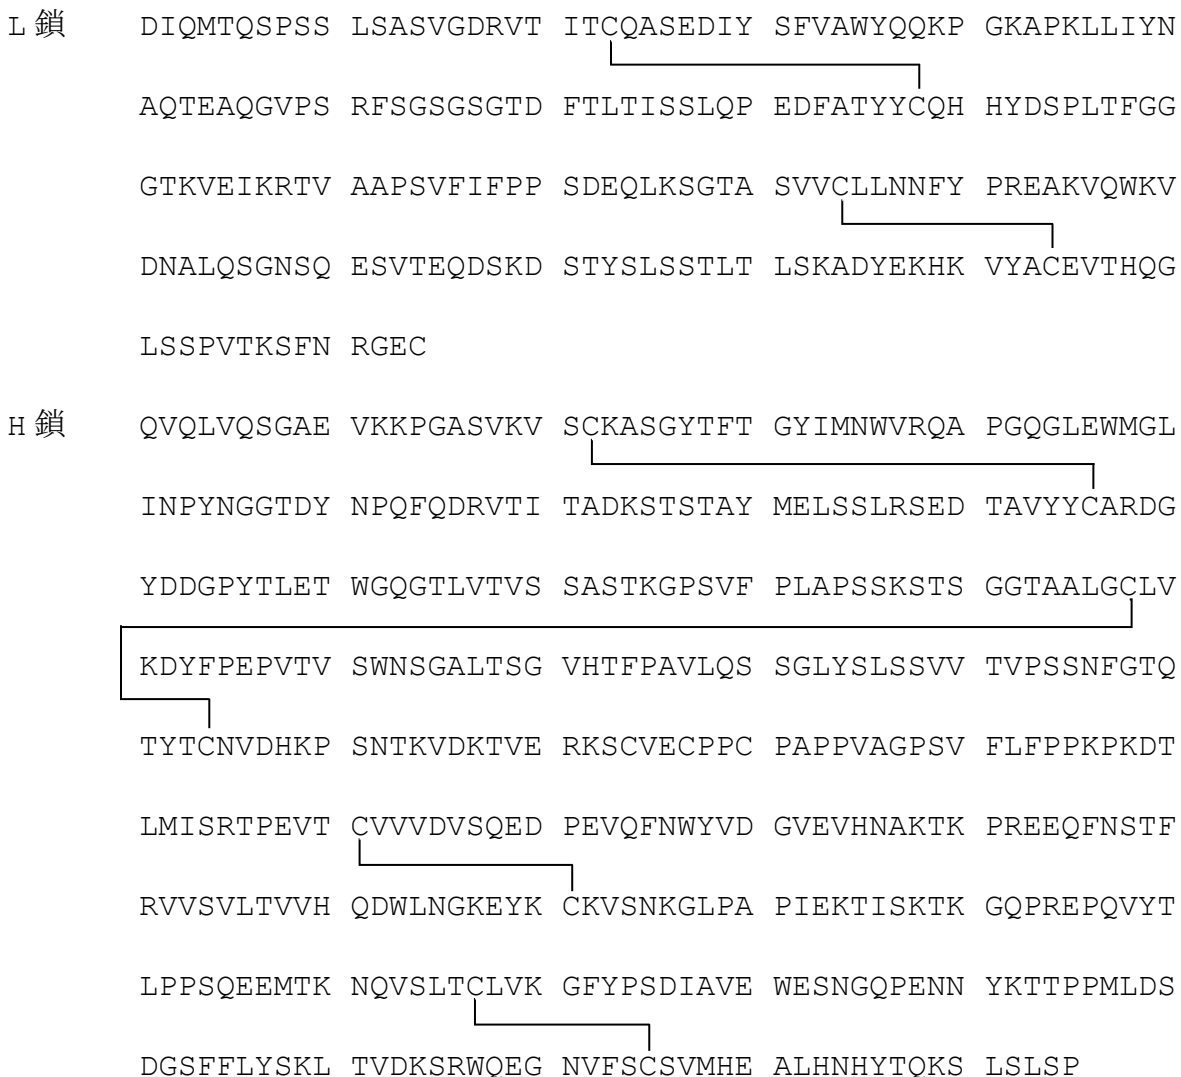 L 鎖 DIQMTQSPSS LSASVGDRVT ITCQASEDIY SFVAWYQQKP GKAPKLLIYN
AQTEAQGVPS RFSGSGSGTD FTLTISSLQP EDFATYYCQH HYDSPLTFGG
GTKVEIKRTV AAPSVFIFPP SDEQLKSGTA SVVCLLNNFY PREAKVQWKV
DNALQSGNSQ ESVTEQDSKD STYSLSSTLT LSKADYEKHK VYACEVTHQG
LSSPVTKSFN RGEC
H 鎖 QVQLVQSGAE VKKPGASVKV SCKASGYTFT GYIMNWVRQA PGQGLEWMGL
INPYNGGTDY NPQFQDRVTI TADKSTSTAY MELSSLRSED TAVYYCARDG
YDDGPYTLET WGQGTLVTVS SASTKGPSVF PLAPSSKSTS GGTAALGCLV
KDYFPEPVTV SWNSGALTSG VHTFPAVLQS SGLYSLSSVV TVPSSNFGTQ
TYTCNVDHKP SNTKVDKTVE RKSCVECPPC PAPPVAGPSV FLFPPKPKDT
LMISRTPEVT CVVVDVSQED PEVQFNWYVD GVEVHNAKTK PREEQFNSTF
RVVSVLTVVH QDWLNGKEYK CKVSNKGLPA PIEKTISKTK GQPREPQVYT
LPPSQEEMTK NQVSLTCLVK GFYPSDIAVE WESNGQPENN YKTTPPMLDS
DGSFFLYSKL TVDKSRWQEG NVFSCSVMHE ALHNHYTQKS LSLSP